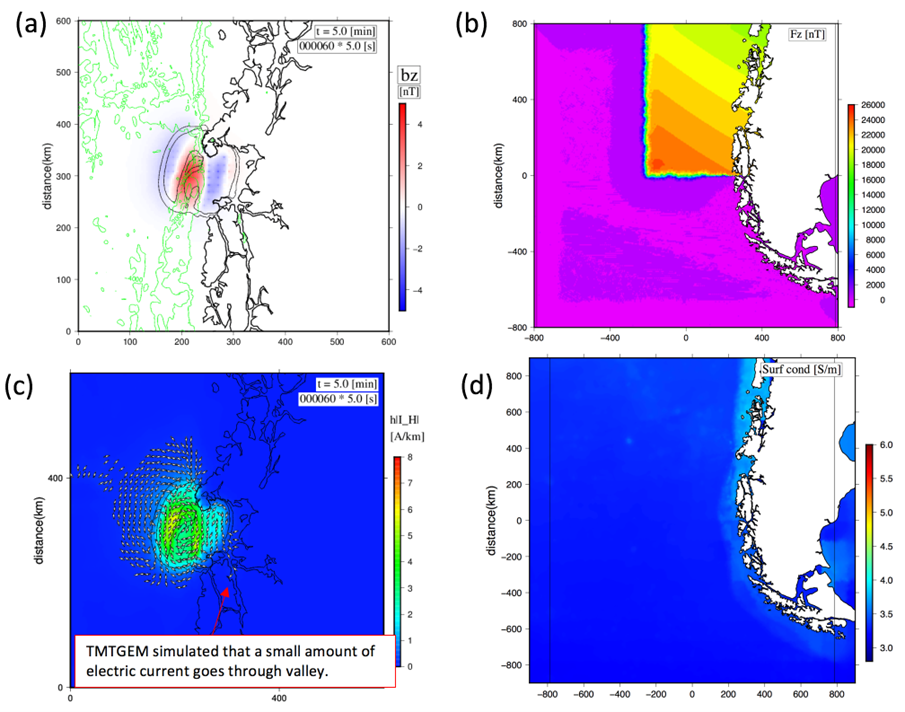 (a)
t = 5.0 [min]
000060 * 5.0 [s]
600
500
400
300
200
100
0
distance(km)
0 100 200 300 400 500 600
bz
[nT]
4
2
0
−2
−4
(b)
Fz [nT]
800
400
0
−400
−800
distance(km)
−800 −400 0 400 800
26000
24000
22000
20000
18000
16000
14000
12000
10000
8000
6000
4000
2000
0
(c)
t = 5.0 [min]
000060 * 5.0 [s]
400
0
distance(km)
0 400
h|I_H|
[A/km]
8
7
6
5
4
3
2
1
0
TMTGEM simulated that a small amount of
electric current goes through valley.
(d)
Surf cond [S/m]
800
600
400
200
0
−200
−400
−600
−800
distance(km)
−800 −600 −400 −200 0 200 400 600 800
6.0
5.5
5.0
4.5
4.0
3.5
3.0